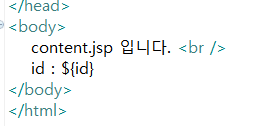 </head>
<body>
content.jsp 입니다. <br />
id : ${id}
</body>
</html>